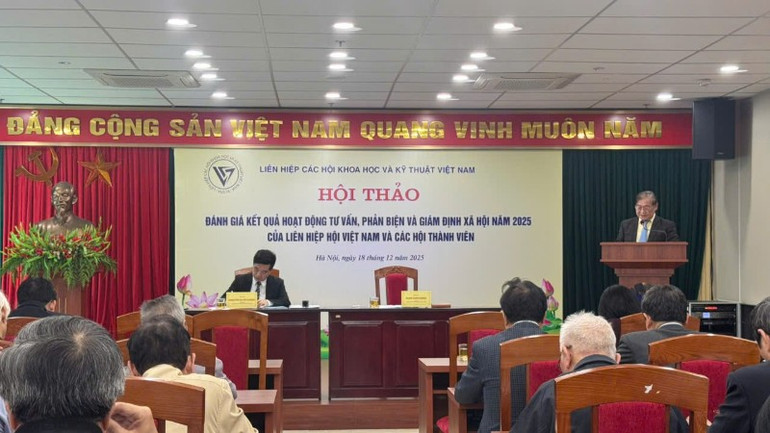 ĐẢNG CỘNG SẢN VIỆT NAM QUANG VINH MUÔN NĂM
LIÊN HIỆP CÁC HỘI KHOA HỌC VÀ KỸ THUẬT VIỆT NAM
HỘI THẢO
ĐÁNH GIÁ KẾT QUẢ HOẠT ĐỘNG TƯ VẤN, PHẢN BIỆN VÀ GIÁM ĐỊNH XÃ HỘI NĂM 2025
CỦA LIÊN HIỆP HỘI VIỆT NAM VÀ CÁC HỘI THÀNH VIÊN
Hà Nội, ngày 18 tháng 12 năm 2025